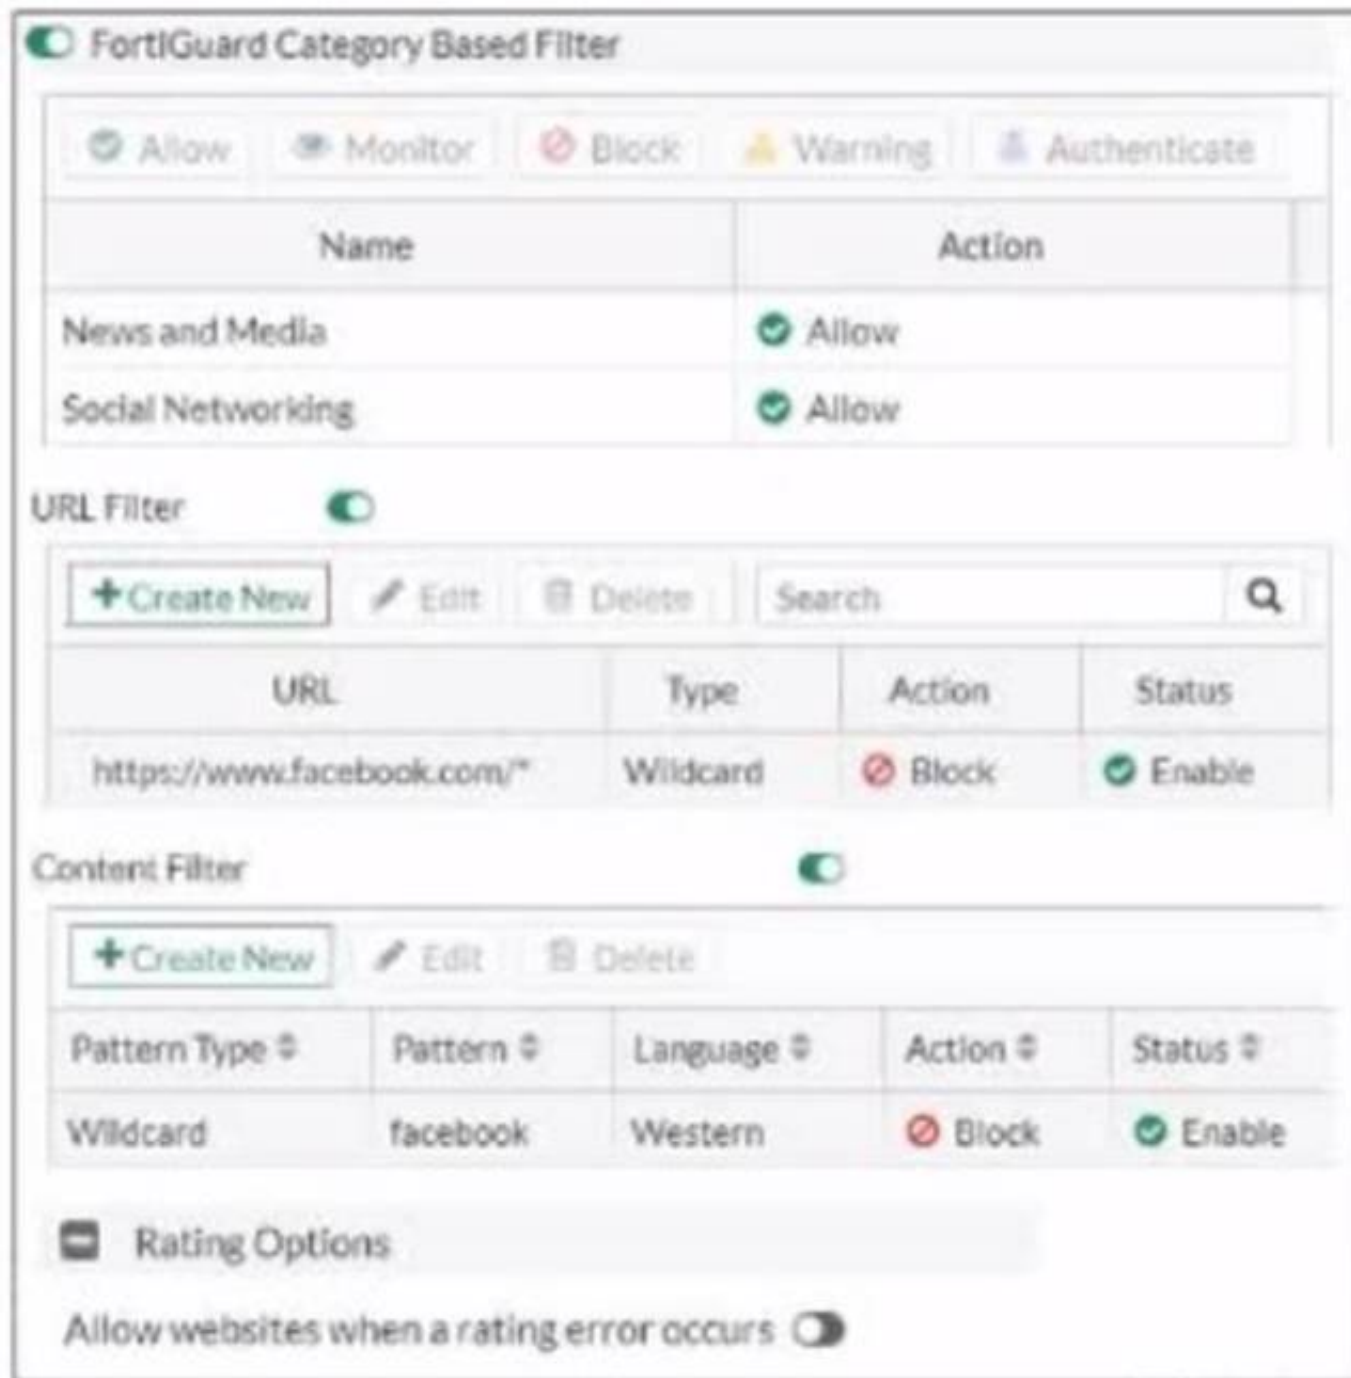 FortiGuard Category Based Filter
Allow Monitor Block Warning Authenticate
Name Action
News and Media Allow
Social Networking Allow
URL Filter
+Create New Edit Delete Search
URL Type Action Status
https://www.facebook.com/* Wildcard Block Enable
Content Filter
+Create New Edit Delete
Pattern Type Pattern Language Action Status
Wildcard facebook Western Block Enable
Rating Options
Allow websites when a rating error occurs